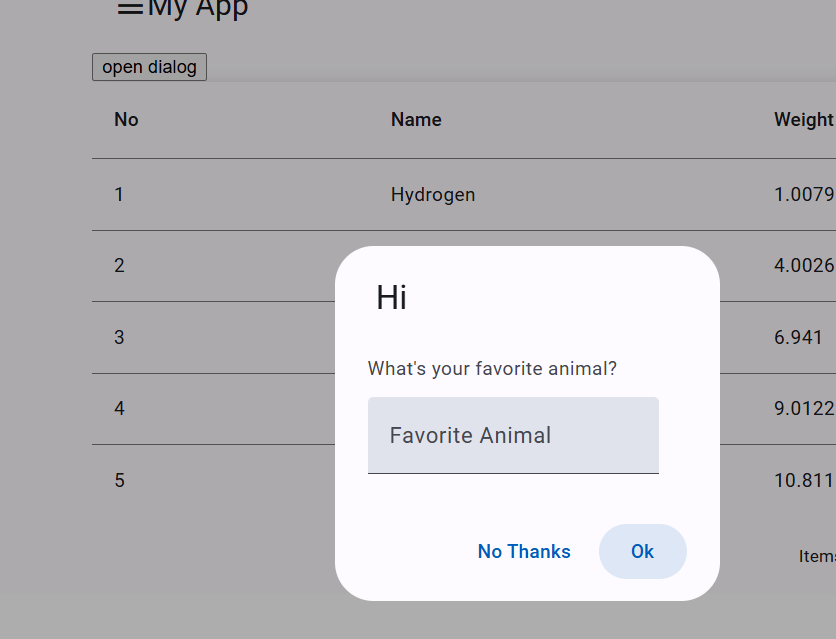 My App
open dialog
No Name Weight
1 Hydrogen 1.0079
2 4.0026
3 6.941
4 9.0122
5 10.811
Hi
What's your favorite animal?
Favorite Animal
No Thanks Ok